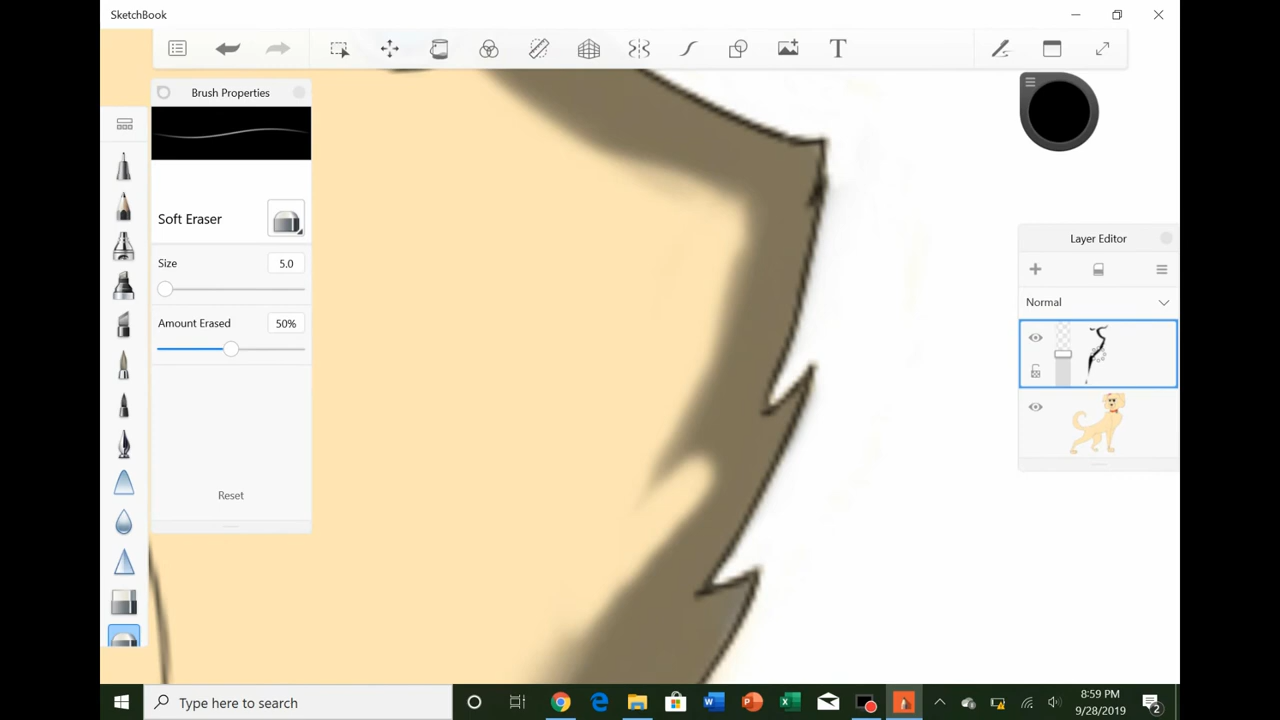 SketchBook
T
Brush Properties
Soft Eraser
Size
5.0
Amount Erased
50%
Reset
Layer Editor
Normal
Type here to search
8:59 PM
9/28/2019
2